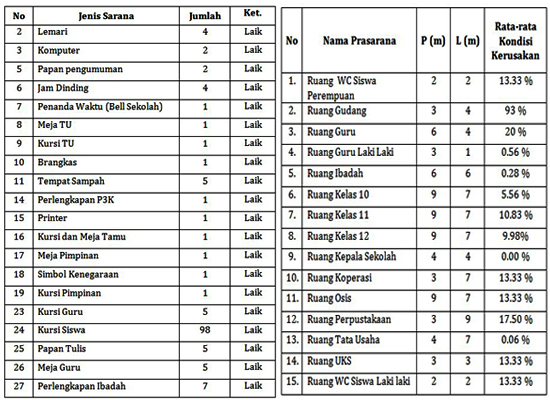 No Jenis Sarana Jumlah Ket.
2 Lemari 4 Laik
3 Komputer 2 Laik
5 Papan pengumuman 2 Laik
6 Jam Dinding 4 Laik
7 Penanda Waktu (Bell Sekolah) 1 Laik
8 Meja TU 1 Laik
9 Kursi TU 1 Laik
10 Brangkas 1 Laik
11 Tempat Sampah 5 Laik
14 Perlengkapan P3K 1 Laik
15 Printer 1 Laik
16 Kursi dan Meja Tamu 1 Laik
17 Meja Pimpinan 1 Laik
18 Simbol Kenegaraan 1 Laik
19 Kursi Pimpinan 1 Laik
23 Kursi Guru 5 Laik
24 Kursi Siswa 98 Laik
25 Papan Tulis 5 Laik
26 Meja Guru 5 Laik
27 Perlengkapan Ibadah 7 Laik
No Nama Prasarana P (m) L (m) Rata-rata
Kondisi
Kerusakan
1. Ruang WC Siswa 2 2 13.33 %
Perempuan
2. Ruang Gudang 3 4 93 %
3. Ruang Guru 6 4 20 %
4. Ruang Guru Laki Laki 3 1 0.56 %
5. Ruang Ibadah 6 6 0.28 %
6. Ruang Kelas 10 9 7 5.56 %
7. Ruang Kelas 11 9 7 10.83 %
8. Ruang Kelas 12 9 7 9.98%
9. Ruang Kepala Sekolah 4 4 0.00 %
10. Ruang Koperasi 3 7 13.33 %
11. Ruang Osis 9 7 13.33 %
12. Ruang Perpustakaan 3 9 17.50 %
13. Ruang Tata Usaha 4 7 0.06 %
14. Ruang UKS 3 3 13.33 %
15. Ruang WC Siswa Laki laki 2 2 13.33 %